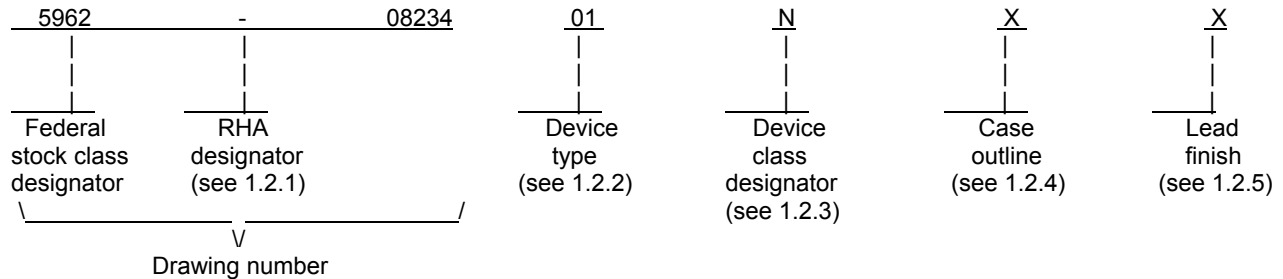 5962 - 08234 01 N X X
Federal stock class designator
RHA designator (see 1.2.1)
Device type (see 1.2.2)
Device class designator (see 1.2.3)
Case outline (see 1.2.4)
Lead finish (see 1.2.5)
Drawing number